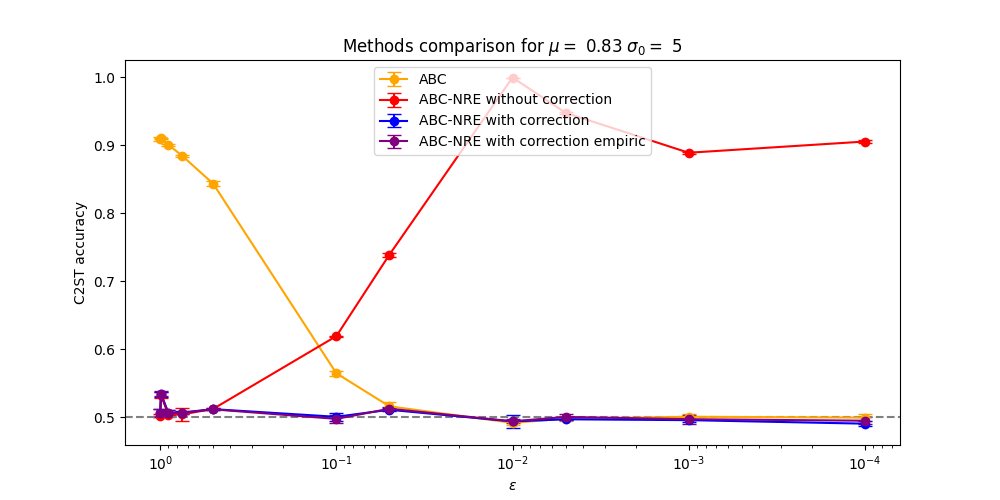 Methods comparison for μ = 0.83 σ₀ = 5
ABC
ABC-NRE without correction
ABC-NRE with correction
ABC-NRE with correction empiric
C2ST accuracy
1.0
0.9
0.8
0.7
0.6
0.5
10⁰ 10⁻¹ 10⁻² 10⁻³ 10⁻⁴
ε